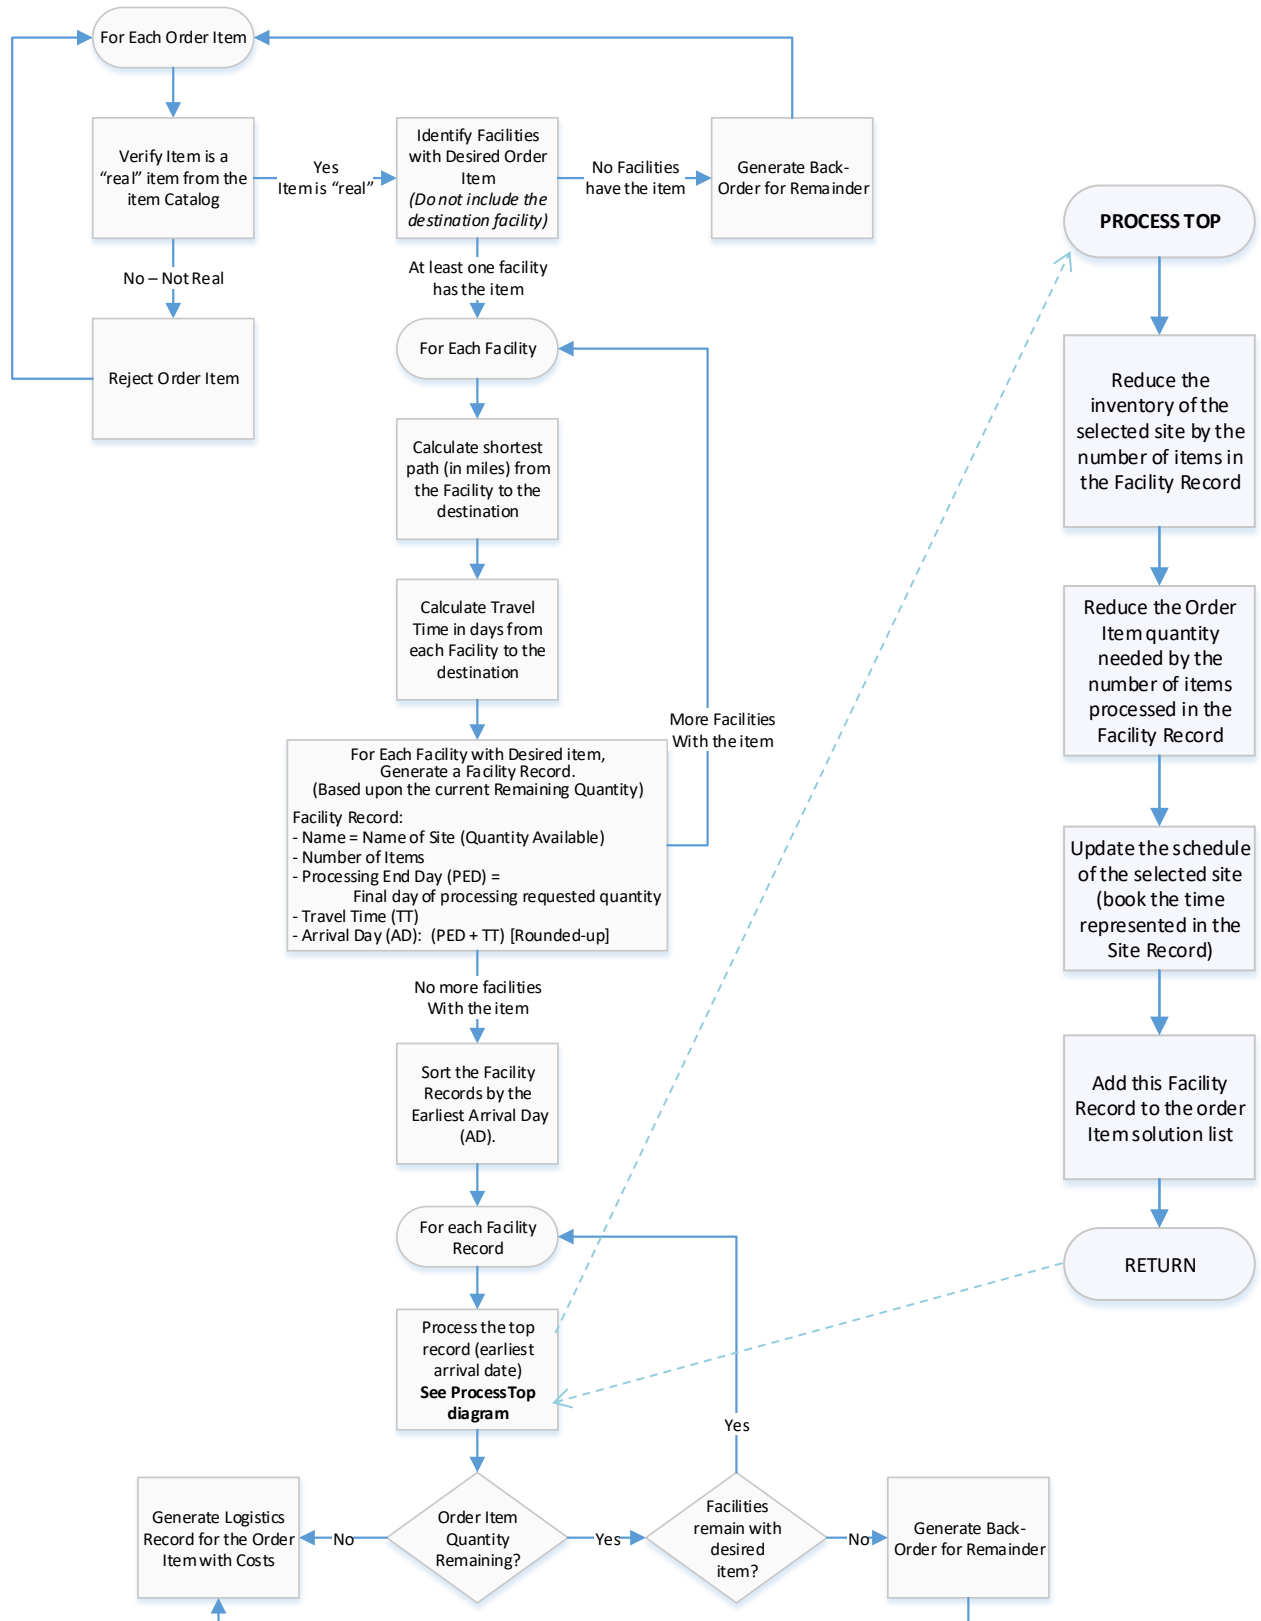 For Each Order Item
Verify Item is a
“real” item from the
item Catalog
Yes
Item is “real”
Identify Facilities
with Desired Order
Item
(Do not include the
destination facility)
No Facilities
have the item
Generate Back-
Order for Remainder
No – Not Real
Reject Order Item
At least one facility
has the item
For Each Facility
Calculate shortest
path (in miles) from
the Facility to the
destination
Calculate Travel
Time in days from
each Facility to the
destination
More Facilities
With the item
For Each Facility with Desired item,
Generate a Facility Record.
(Based upon the current Remaining Quantity)
Facility Record:
- Name = Name of Site (Quantity Available)
- Number of Items
- Processing End Day (PED) =
Final day of processing requested quantity
- Travel Time (TT)
- Arrival Day (AD):  (PED + TT) [Rounded-up]
No more facilities
With the item
Sort the Facility
Records by the
Earliest Arrival Day
(AD).
For each Facility
Record
Process the top
record (earliest
arrival date)
See ProcessTop
diagram
Order Item
Quantity
Remaining?
No
Generate Logistics
Record for the Order
Item with Costs
Yes
Facilities
remain with
desired
item?
Yes
No
Generate Back-
Order for Remainder
PROCESS TOP
Reduce the
inventory of the
selected site by the
number of items in
the Facility Record
Reduce the Order
Item quantity
needed by the
number of items
processed in the
Facility Record
Update the schedule
of the selected site
(book the time
represented in the
Site Record)
Add this Facility
Record to the order
Item solution list
RETURN